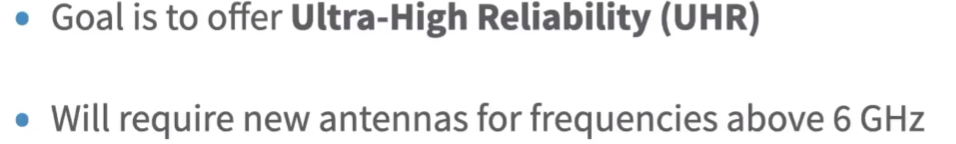 • Goal is to offer Ultra-High Reliability (UHR)
• Will require new antennas for frequencies above 6 GHz